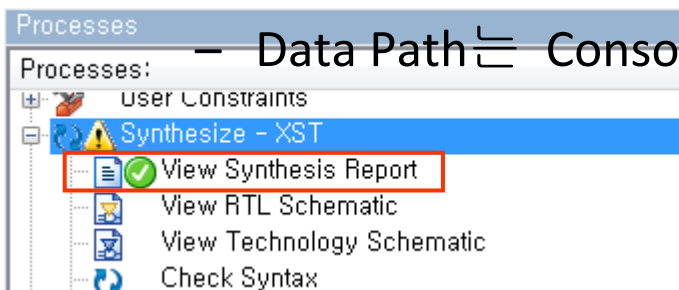 Processes
– Data Path는 Conso
Processes:
User Constraints
Synthesize - XST
View Synthesis Report
View RTL Schematic
View Technology Schematic
Check Syntax